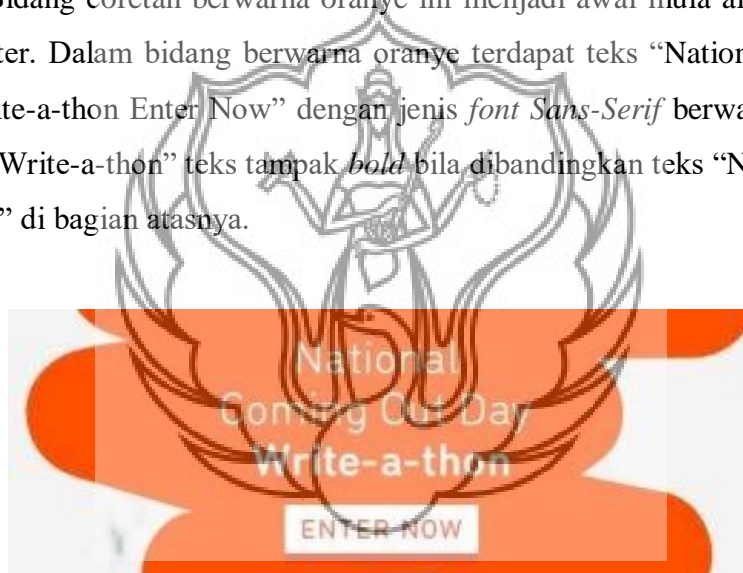 Bidang coretan berwarna oranye ini menjadi awal mula
ter. Dalam bidang berwarna oranye terdapat teks “Nation
ite-a-thon Enter Now” dengan jenis font Sans-Serif berwa
Write-a-thon” teks tampak bold bila dibandingkan teks “N
” di bagian atasnya.
National
Coming Out Day
Write-a-thon
ENTER NOW